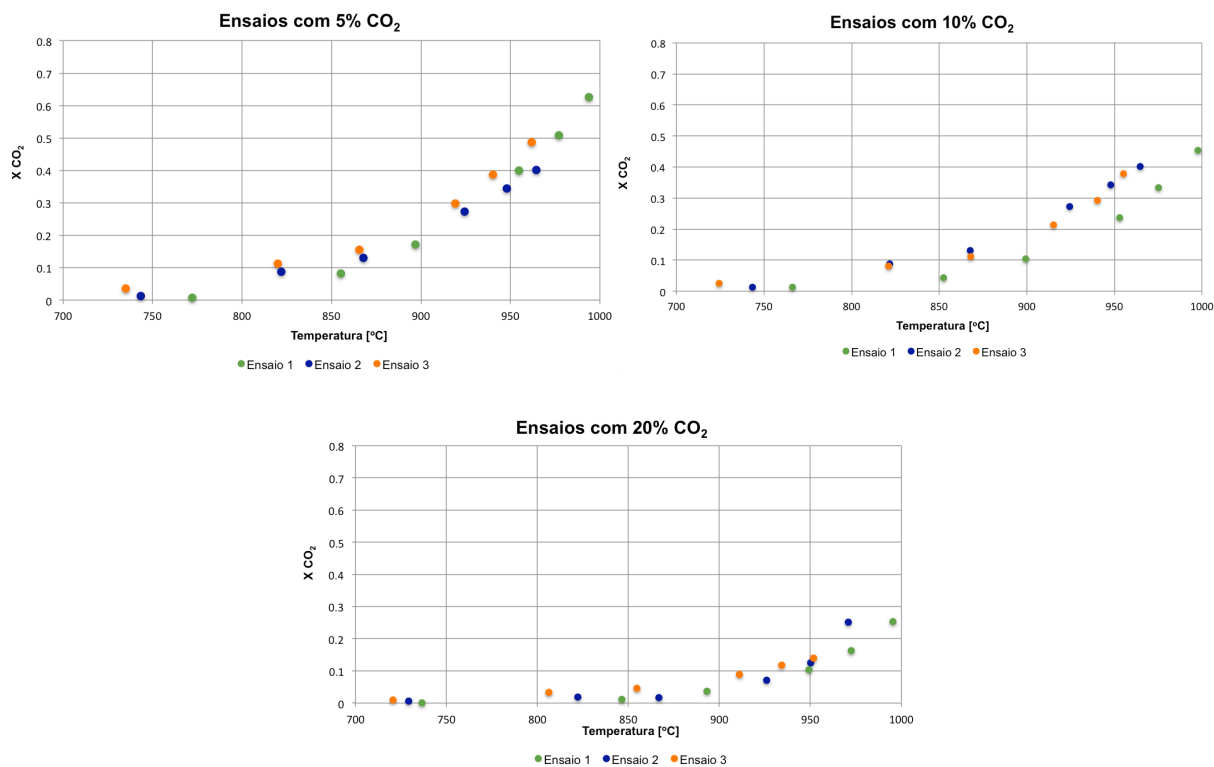 Ensaios com 5% CO₂
0.8
0.7
0.6
0.5
0.4
0.3
0.2
0.1
0
X CO₂
700 750 800 850 900 950 1000
Temperatura [ºC]
Ensaio 1 Ensaio 2 Ensaio 3
Ensaios com 10% CO₂
0.8
0.7
0.6
0.5
0.4
0.3
0.2
0.1
0
X CO₂
700 750 800 850 900 950 1000
Temperatura [ºC]
Ensaio 1 Ensaio 2 Ensaio 3
Ensaios com 20% CO₂
0.8
0.7
0.6
0.5
0.4
0.3
0.2
0.1
0
X CO₂
700 750 800 850 900 950 1000
Temperatura [ºC]
Ensaio 1 Ensaio 2 Ensaio 3